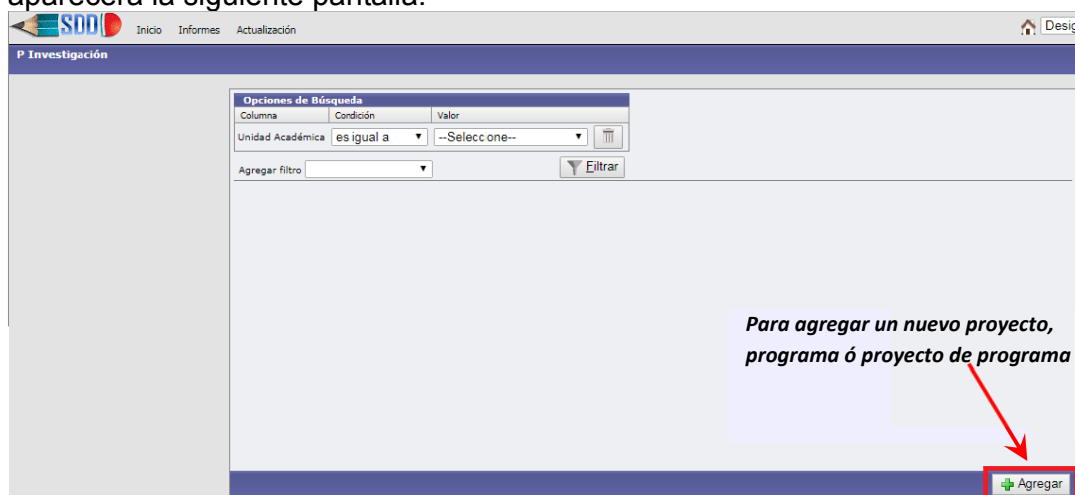 aparecerá la siguiente pantalla.
SDD Inicio Informes Actualización
P Investigación
Opciones de Búsqueda
Columna Condición Valor
Unidad Académica es igual a --Seleccione--
Agregar filtro Filtrar
Para agregar un nuevo proyecto,
programa ó proyecto de programa
Agregar